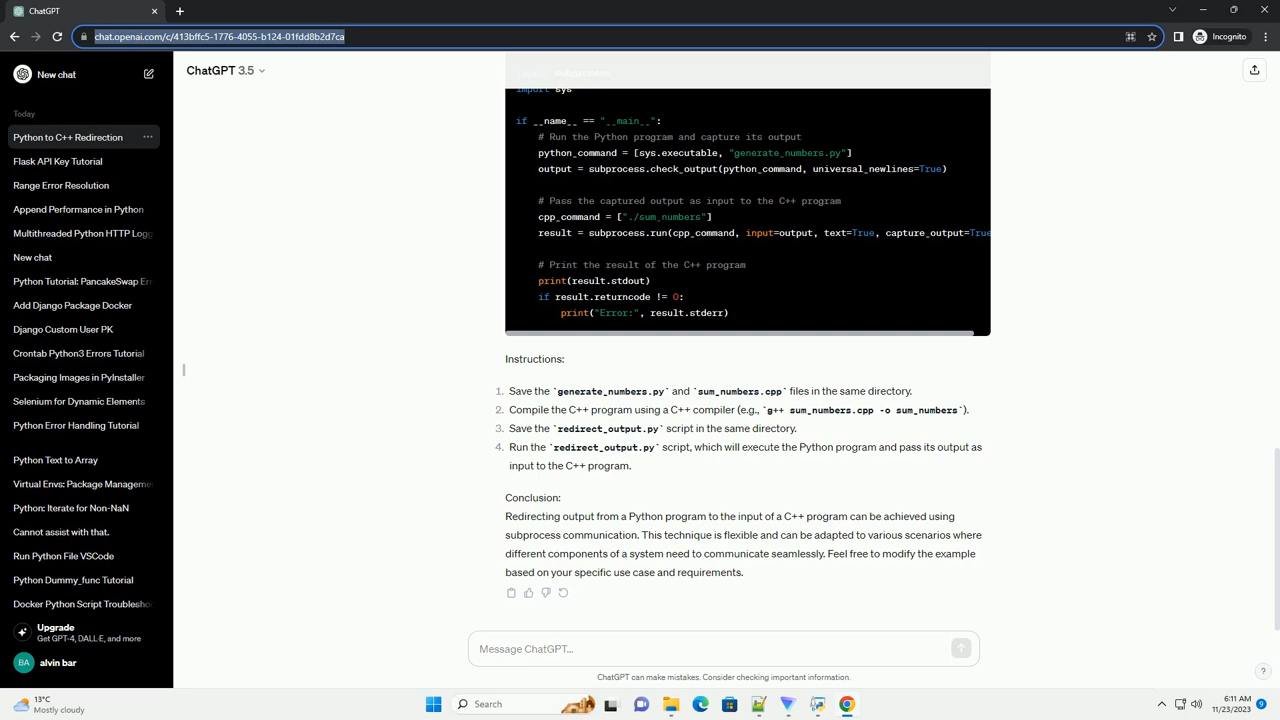 ChatGPT
chat.openai.com/c/413bffc5-1776-4055-b124-01fdd8b2d7ca
Incognito
New chat
ChatGPT 3.5
Today
Python to C++ Redirection
Flask API Key Tutorial
Range Error Resolution
Append Performance in Python
Multithreaded Python HTTP Logg
New chat
Python Tutorial: PancakeSwap Err
Add Django Package Docker
Django Custom User PK
Crontab Python3 Errors Tutorial
Packaging Images in PyInstaller
Selenium for Dynamic Elements
Python Error Handling Tutorial
Python Text to Array
Virtual Envs: Package Managemen
Python: Iterate for Non-NaN
Cannot assist with that.
Run Python File VSCode
Python Dummy_foundry Tutorial
Docker Python Script Troubleshoo
Upgrade
Get GPT-4, DALL·E, and more
BA alvin bar
import subprocess
import sys
if __name__ == "__main__":
# Run the Python program and capture its output
python_command = [sys.executable, "generate_numbers.py"]
output = subprocess.check_output(python_command, universal_newlines=True)
# Pass the captured output as input to the C++ program
cpp_command = ["./sum_numbers"]
result = subprocess.run(cpp_command, input=output, text=True, capture_output=True
# Print the result of the C++ program
print(result.stdout)
if result.returncode != 0:
print("Error:", result.stderr)
Instructions:
1. Save the `generate_numbers.py` and `sum_numbers.cpp` files in the same directory.
2. Compile the C++ program using a C++ compiler (e.g., `g++ sum_numbers.cpp -o sum_numbers`).
3. Save the `redirect_output.py` script in the same directory.
4. Run the `redirect_output.py` script, which will execute the Python program and pass its output as
input to the C++ program.
Conclusion:
Redirecting output from a Python program to the input of a C++ program can be achieved using
subprocess communication. This technique is flexible and can be adapted to various scenarios where
different components of a system need to communicate seamlessly. Feel free to modify the example
based on your specific use case and requirements.
Message ChatGPT...
ChatGPT can make mistakes. Consider checking important information.
?
13°C
Mostly cloudy
Search
6:11 AM
11/23/2023
9